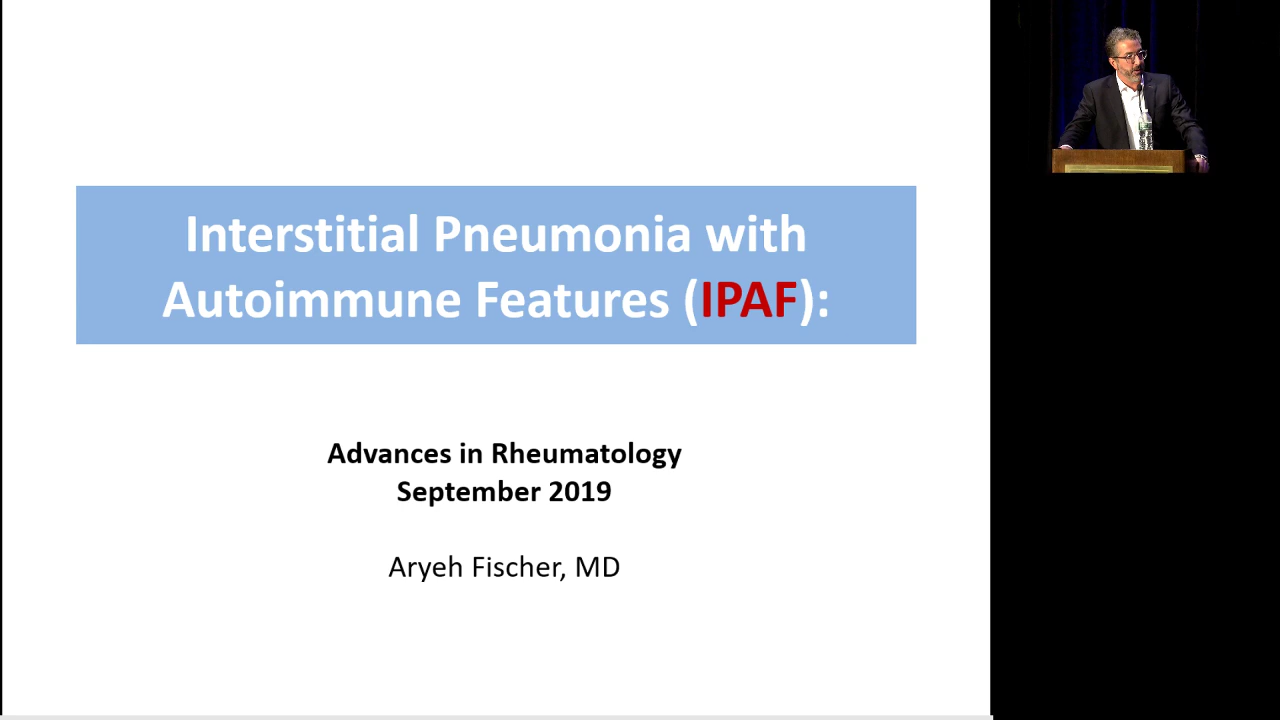 Interstitial Pneumonia with
Autoimmune Features (IPAF):
Advances in Rheumatology
September 2019
Aryeh Fischer, MD